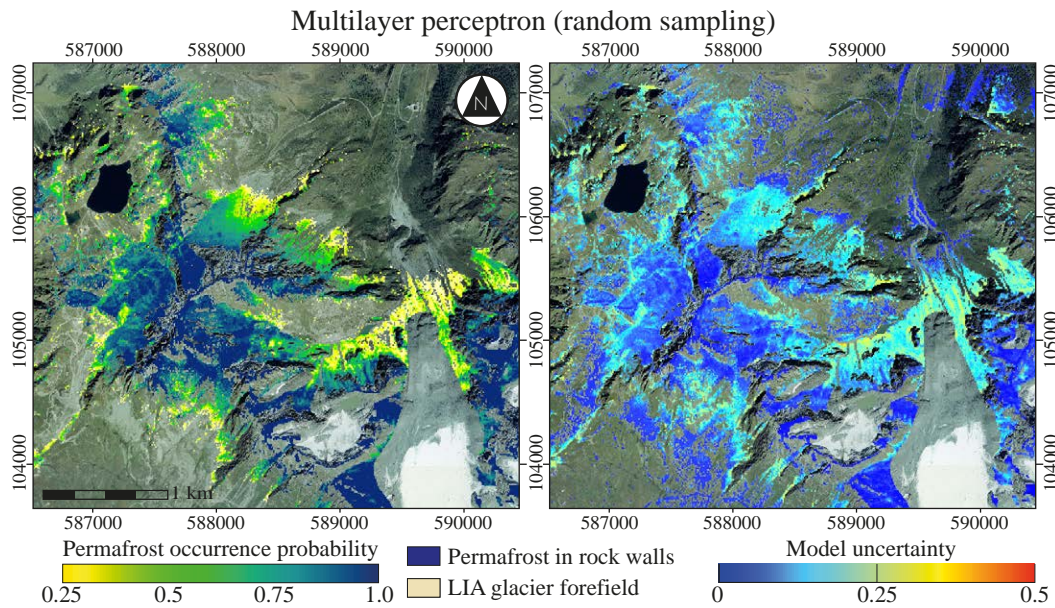 Multilayer perceptron (random sampling)
587000 588000 589000 590000 587000 588000 589000 590000
107000 106000 105000 104000
N
107000 106000 105000 104000
1 km
587000 588000 589000 590000 587000 588000 589000 590000
Permafrost occurrence probability
0.25 0.5 0.75 1.0
Permafrost in rock walls
LIA glacier forefield
Model uncertainty
0 0.25 0.5